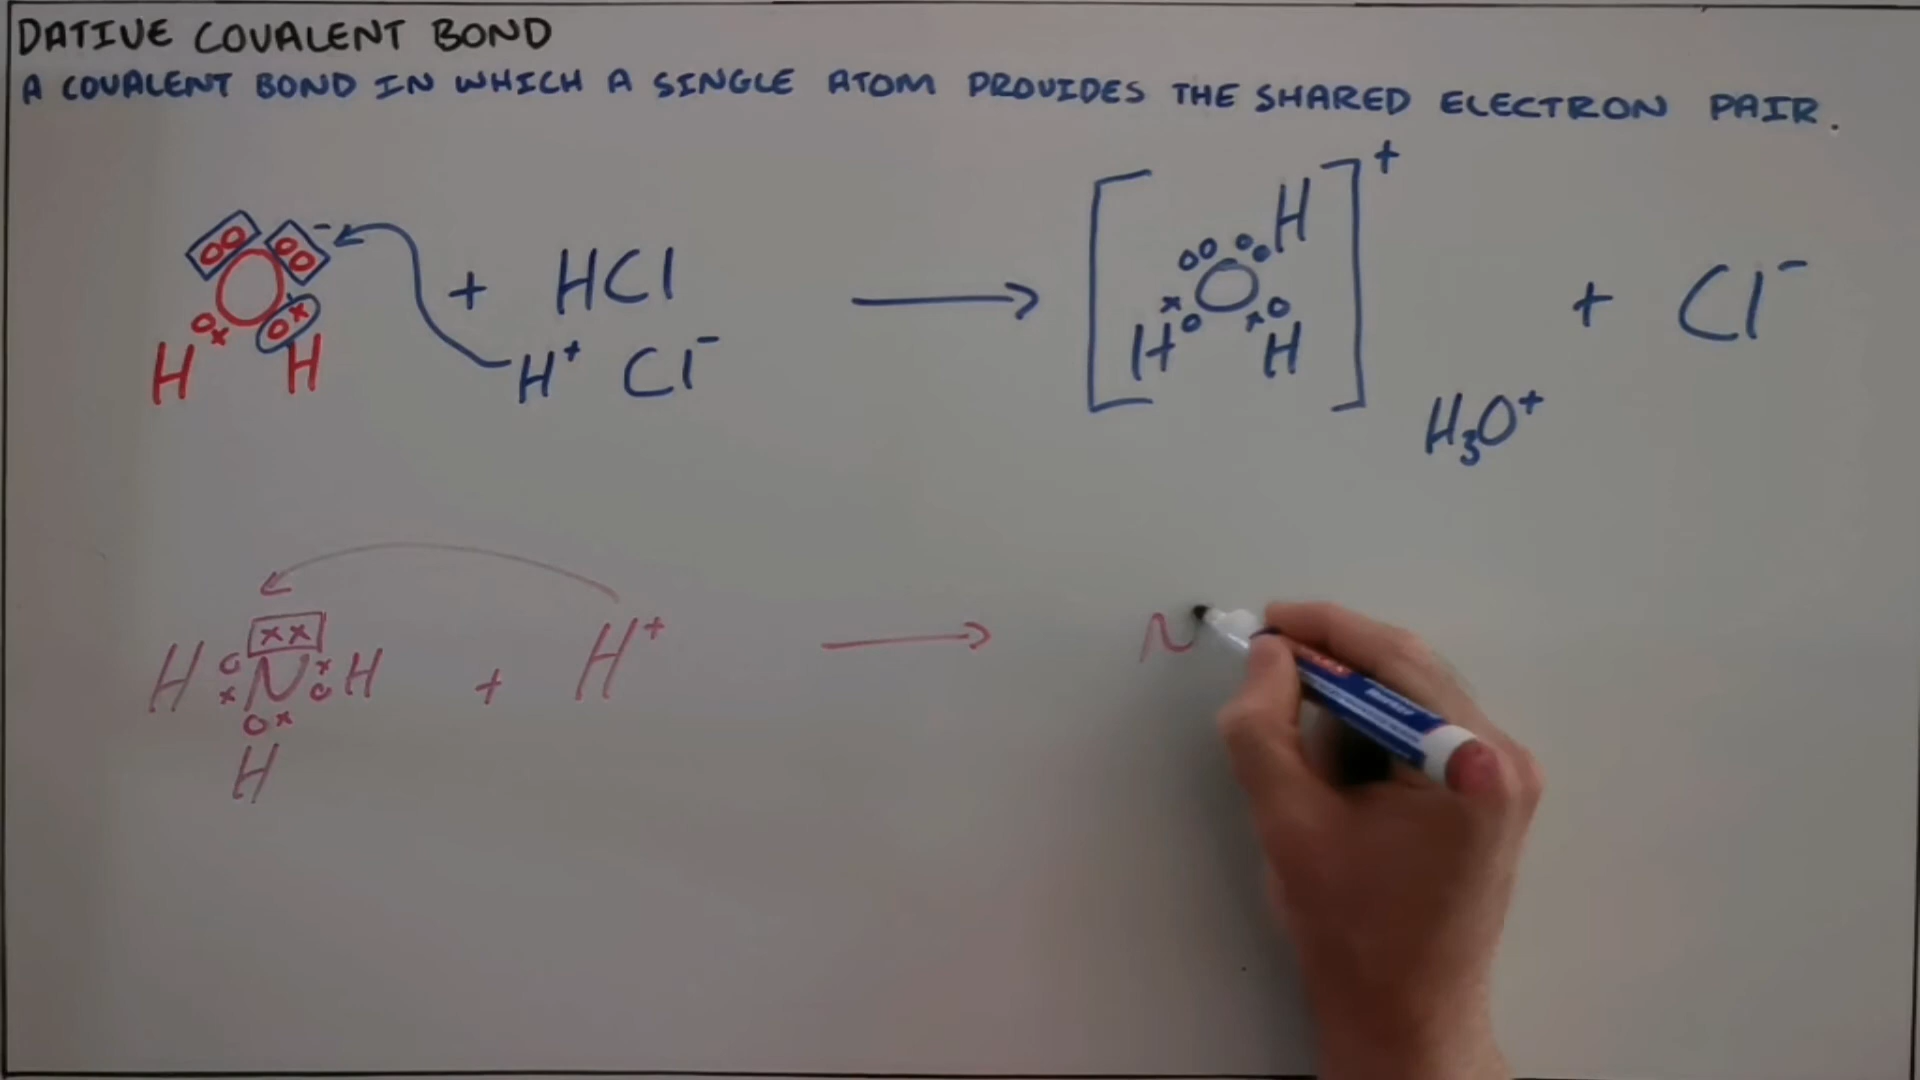 DATIVE COVALENT BOND
A COVALENT BOND IN WHICH A SINGLE ATOM PROVIDES THE SHARED ELECTRON PAIR.
H O H + HCl → [H O H H]⁺ + Cl⁻
H⁺ Cl⁻
H₃O⁺
H N H + H⁺ → N
H